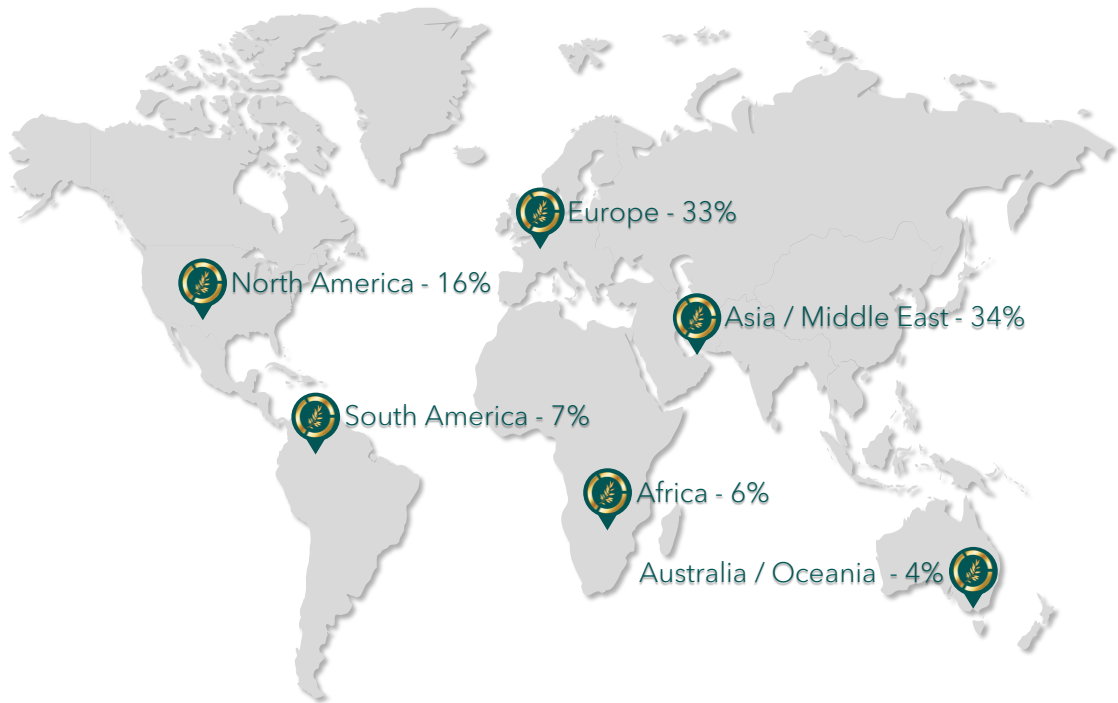 Europe - 33%
North America - 16%
Asia / Middle East - 34%
South America - 7%
Africa - 6%
Australia / Oceania - 4%